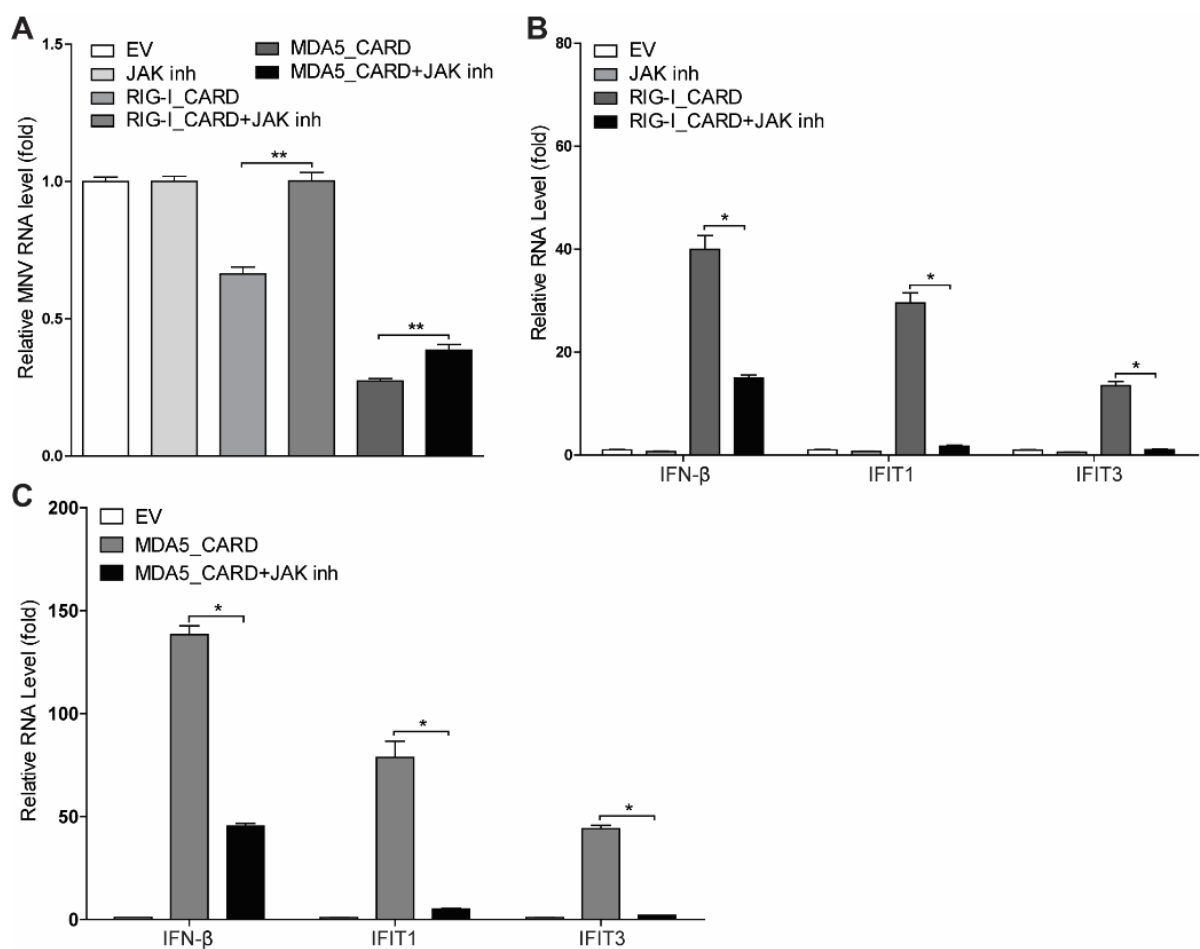 A
EV
JAK inh
RIG-I_CARD
RIG-I_CARD+JAK inh
MDA5_CARD
MDA5_CARD+JAK inh
Relative MNV RNA level (fold)
1.5
1.0
0.5
0.0
**
**
B
EV
JAK inh
RIG-I_CARD
RIG-I_CARD+JAK inh
Relative RNA Level (fold)
80
60
40
20
0
*
*
*
IFN-β
IFIT1
IFIT3
C
EV
MDA5_CARD
MDA5_CARD+JAK inh
Relative RNA Level (fold)
200
150
100
50
0
*
*
*
IFN-β
IFIT1
IFIT3